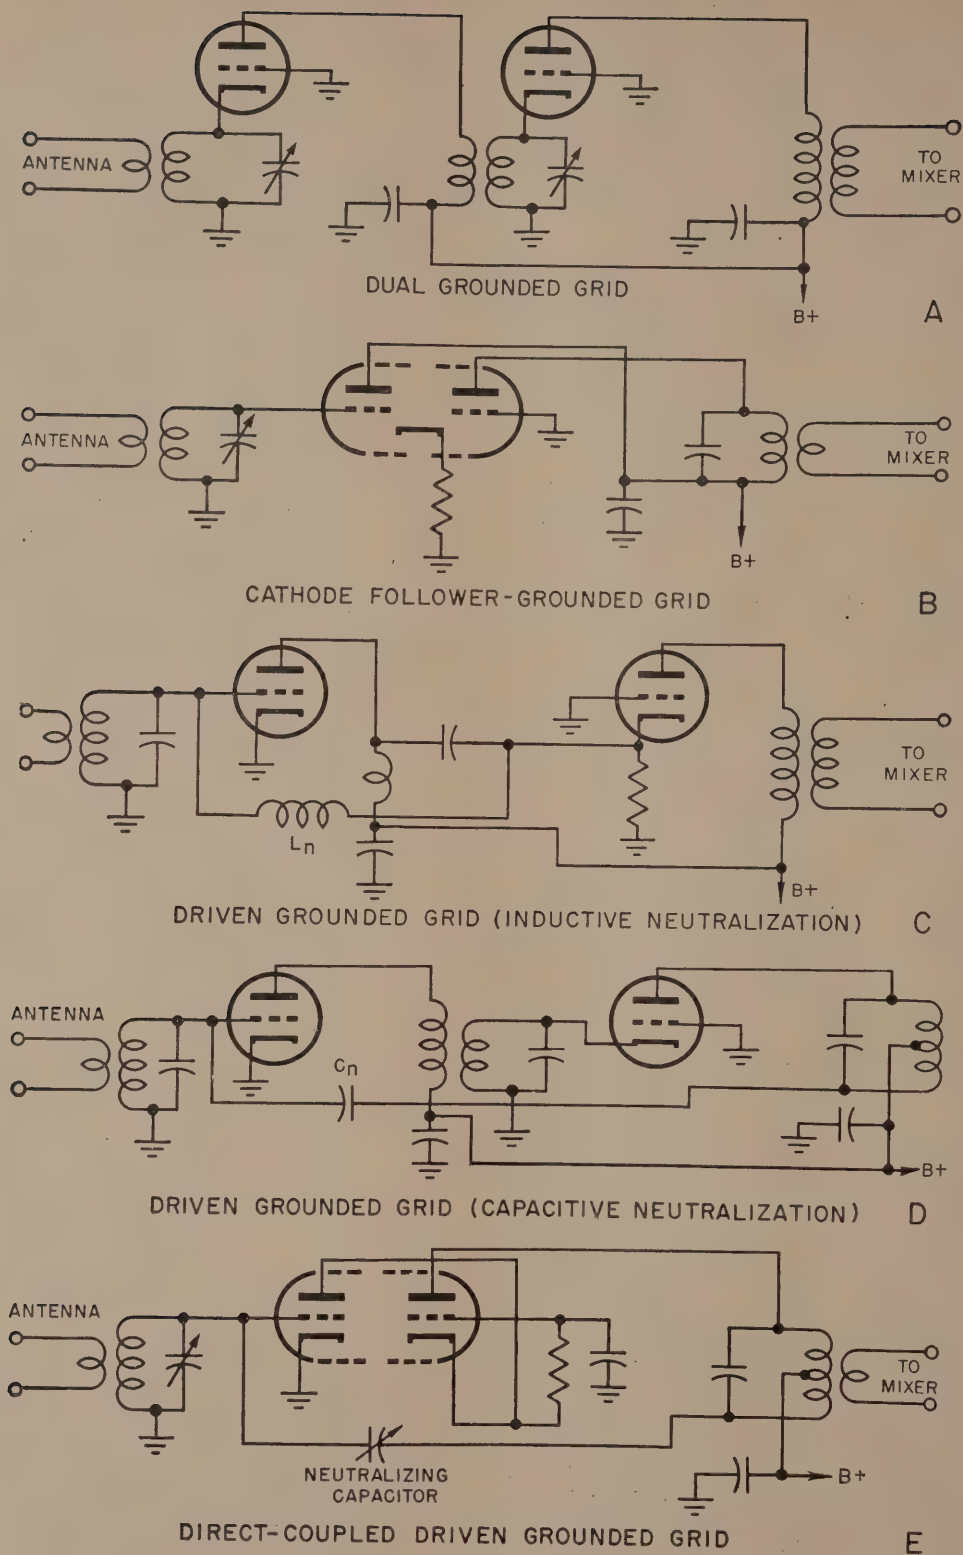 ANTENNA
TO
MIXER
B+
DUAL GROUNDED GRID
A
ANTENNA
TO
MIXER
B+
CATHODE FOLLOWER-GROUNDED GRID
B
TO
MIXER
Ln
B+
DRIVEN GROUNDED GRID (INDUCTIVE NEUTRALIZATION)
C
ANTENNA
Cn
B+
DRIVEN GROUNDED GRID (CAPACITIVE NEUTRALIZATION)
D
ANTENNA
TO
MIXER
NEUTRALIZING
CAPACITOR
B+
DIRECT-COUPLED DRIVEN GROUNDED GRID
E